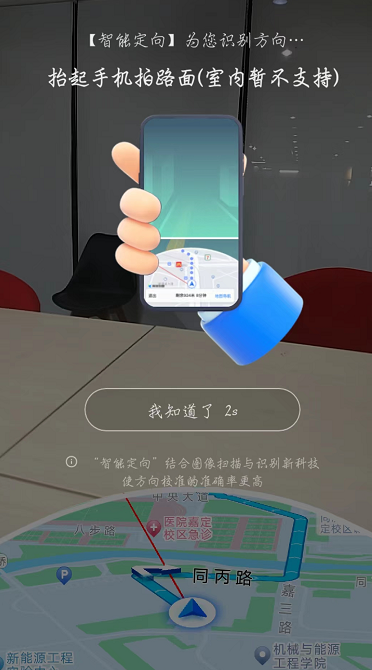 【智能定向】为您识别方向…
抬起手机拍路面(室内暂不支持)
我知道了 2s
“智能定向”结合图像扫描与识别新科技
使方向校准的准确率更高
中央大道
医院嘉定
校区急诊
八步路
同丙路
嘉三路
P
新能源工程
机械与能源
工程学院